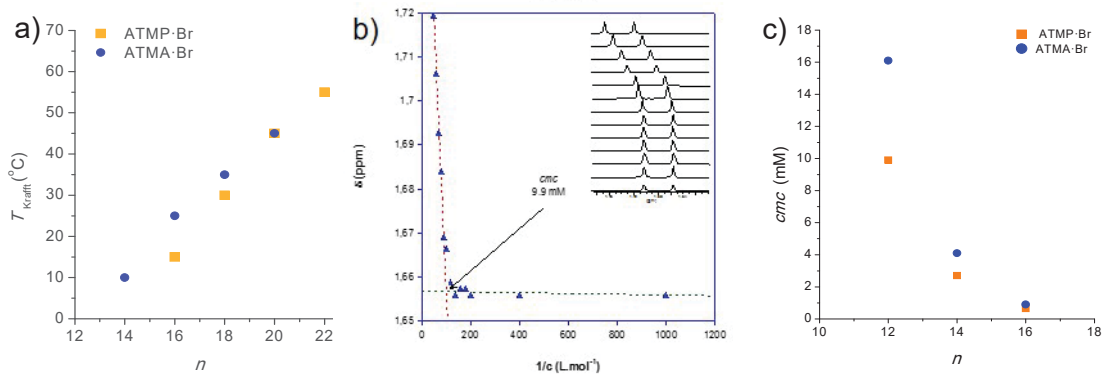 a)
ATMP·Br
ATMA·Br
70
60
50
40
30
20
10
0
T Krafft (°C)
14 16 18 20 22
n
b)
1,72
1,71
1,7
1,69
1,68
1,67
1,66
1,65
δ (ppm)
cmc
9.9 mM
0 200 400 600 800 1000 1200
1/c (L.mol⁻¹)
c)
ATMP·Br
ATMA·Br
18
16
14
12
10
8
6
4
2
0
cmc (mM)
10 12 14 16 18
n